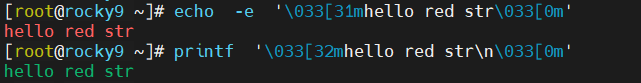 [root@rocky9 ~]# echo  -e  '\033[31mhello red str\033[0m'
hello red str
[root@rocky9 ~]# printf  '\033[32mhello red str\n\033[0m'
hello red str